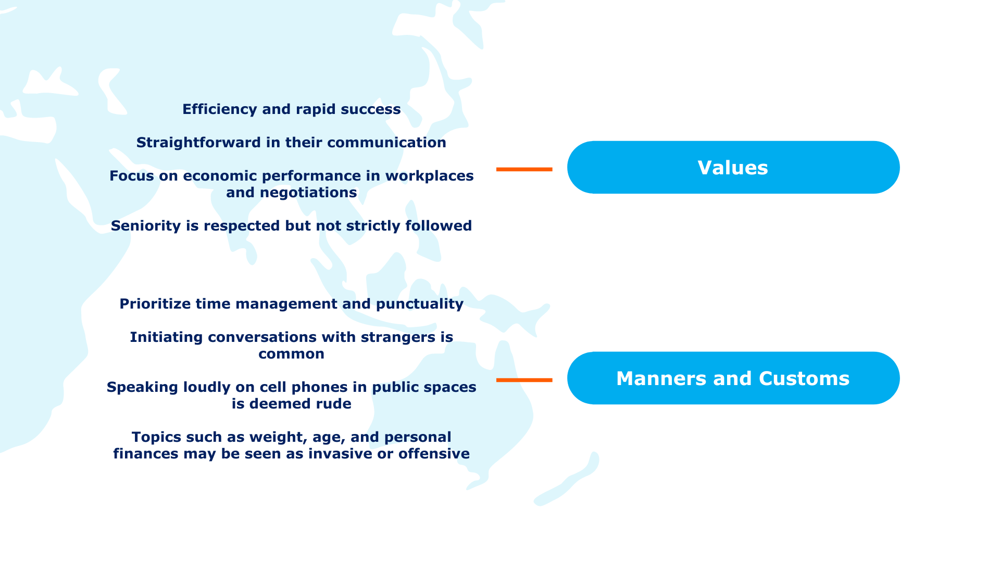 Efficiency and rapid success
Straightforward in their communication
Focus on economic performance in workplaces
and negotiations
Seniority is respected but not strictly followed
Values
Prioritize time management and punctuality
Initiating conversations with strangers is
common
Speaking loudly on cell phones in public spaces
is deemed rude
Topics such as weight, age, and personal
finances may be seen as invasive or offensive
Manners and Customs